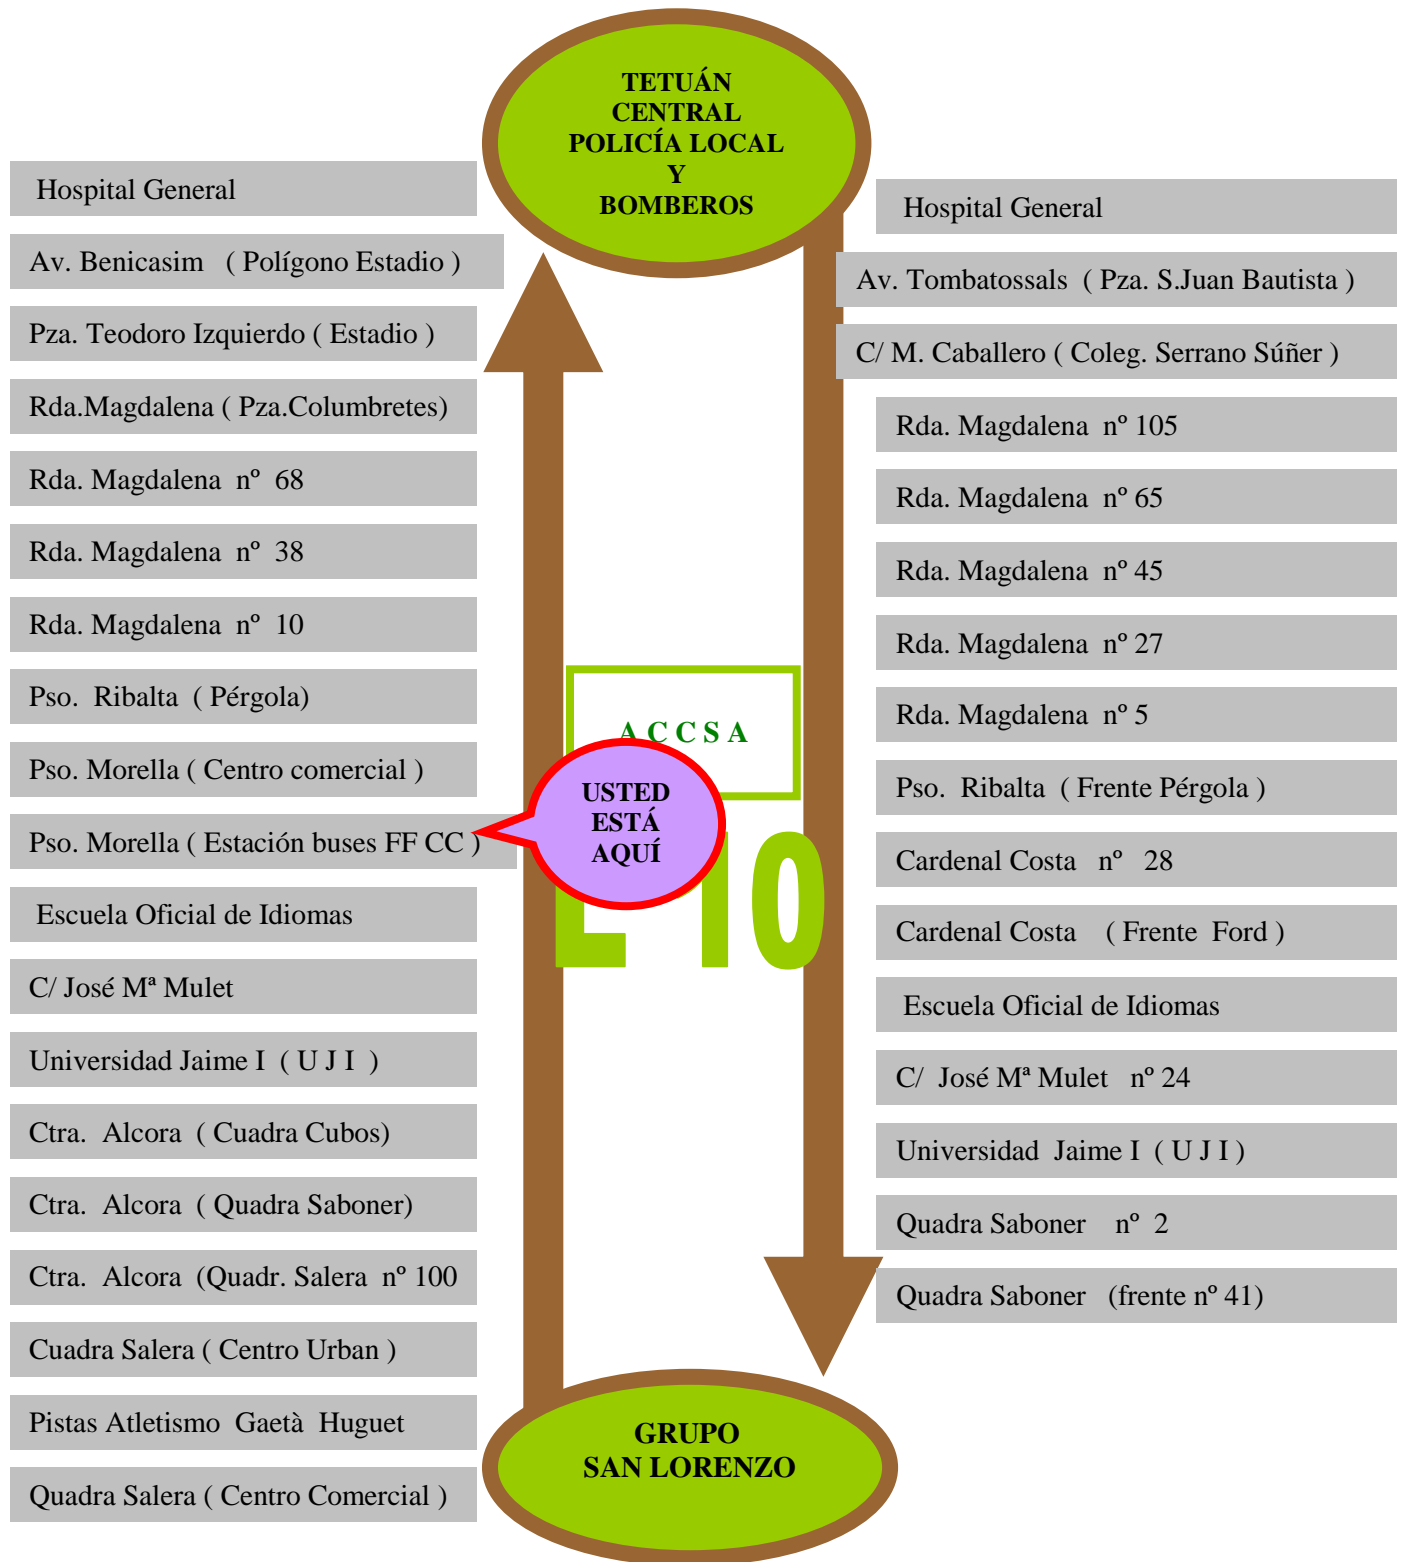 TETUÁN
CENTRAL
POLICÍA LOCAL
Y
BOMBEROS
Hospital General
Av. Benicasim ( Polígono Estadio )
Pza. Teodoro Izquierdo ( Estadio )
Rda.Magdalena ( Pza.Columbretes)
Rda. Magdalena nº 68
Rda. Magdalena nº 38
Rda. Magdalena nº 10
Pso. Ribalta ( Pérgola)
Pso. Morella ( Centro comercial )
Pso. Morella ( Estación buses FF CC )
Escuela Oficial de Idiomas
C/ José Mª Mulet
Universidad Jaime I ( U J I )
Ctra. Alcora ( Cuadra Cubos)
Ctra. Alcora ( Quadra Saboner)
Ctra. Alcora (Quadr. Salera nº 100
Cuadra Salera ( Centro Urban )
Pistas Atletismo Gaetà Huguet
Quadra Salera ( Centro Comercial )
A C C S A
USTED
ESTÁ
AQUÍ
L 10
Hospital General
Av. Tombatossals ( Pza. S.Juan Bautista )
C/ M. Caballero ( Coleg. Serrano Súñer )
Rda. Magdalena nº 105
Rda. Magdalena nº 65
Rda. Magdalena nº 45
Rda. Magdalena nº 27
Rda. Magdalena nº 5
Pso. Ribalta ( Frente Pérgola )
Cardenal Costa nº 28
Cardenal Costa ( Frente Ford )
Escuela Oficial de Idiomas
C/ José Mª Mulet nº 24
Universidad Jaime I ( U J I )
Quadra Saboner nº 2
Quadra Saboner (frente nº 41)
GRUPO
SAN LORENZO